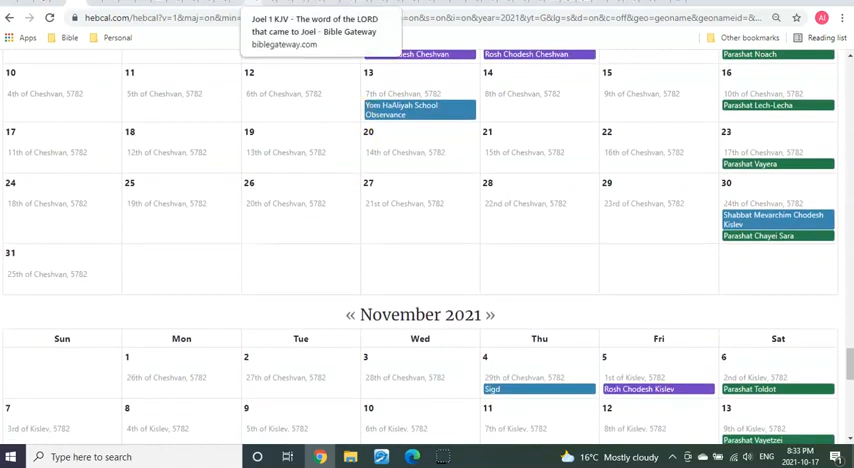 hebcal.com/hebcal/?v=1&maj=on&min=
on&s=on&i=on&year=2021&yt=G&lg=s&d=on&c=off&geo=geoname&geonameid=
Joel 1 KJV - The word of the LORD
that came to Joel - Bible Gateway
biblegateway.com
Apps Bible Personal Other bookmarks Reading list
Rosh Chodesh Cheshvan Parashat Noach
10 11 12 13 14 15 16
4th of Cheshvan, 5782 5th of Cheshvan, 5782 6th of Cheshvan, 5782 7th of Cheshvan, 5782 8th of Cheshvan, 5782 9th of Cheshvan, 5782 10th of Cheshvan, 5782
Yom HaAliyah School
Observance
Parashat Lech-Lecha
17 18 19 20 21 22 23
11th of Cheshvan, 5782 12th of Cheshvan, 5782 13th of Cheshvan, 5782 14th of Cheshvan, 5782 15th of Cheshvan, 5782 16th of Cheshvan, 5782 17th of Cheshvan, 5782
Parashat Vayera
24 25 26 27 28 29 30
18th of Cheshvan, 5782 19th of Cheshvan, 5782 20th of Cheshvan, 5782 21st of Cheshvan, 5782 22nd of Cheshvan, 5782 23rd of Cheshvan, 5782 24th of Cheshvan, 5782
Shabbat Mevarchim Chodesh
Kislev
Parashat Chayei Sara
31
25th of Cheshvan, 5782
« November 2021 »
Sun Mon Tue Wed Thu Fri Sat
1 2 3 4 5 6
26th of Cheshvan, 5782 27th of Cheshvan, 5782 28th of Cheshvan, 5782 29th of Cheshvan, 5782 1st of Kislev, 5782 2nd of Kislev, 5782
Sigd Rosh Chodesh Kislev Parashat Toldot
7 8 9 10 11 12 13
3rd of Kislev, 5782 4th of Kislev, 5782 5th of Kislev, 5782 6th of Kislev, 5782 7th of Kislev, 5782 8th of Kislev, 5782 9th of Kislev, 5782
Parashat Vayetzei
Type here to search 16°C Mostly cloudy ENG 8:33 PM
2021-10-17